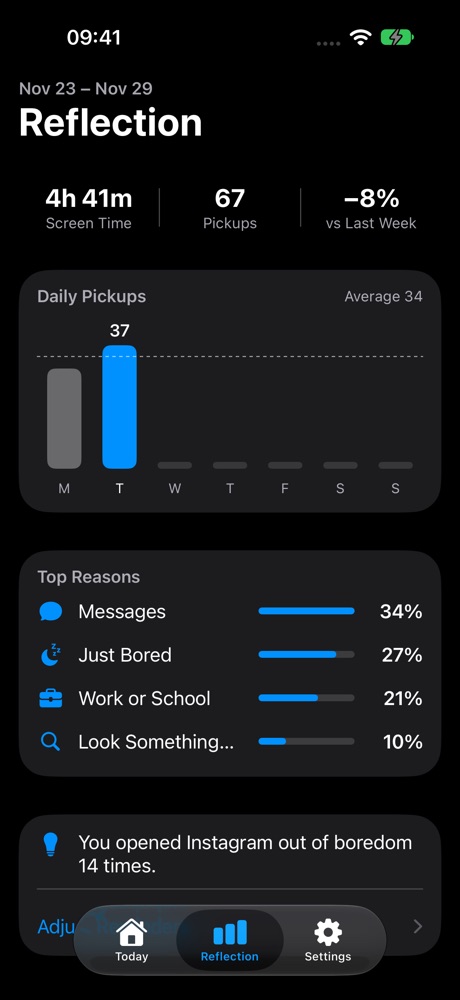 09:41
Nov 23 – Nov 29
Reflection
4h 41m
Screen Time
67
Pickups
–8%
vs Last Week
Daily Pickups
Average 34
37
M T W T F S S
Top Reasons
Messages 34%
Just Bored 27%
Work or School 21%
Look Something... 10%
You opened Instagram out of boredom
14 times.
Adju
Today
Reflection
Settings